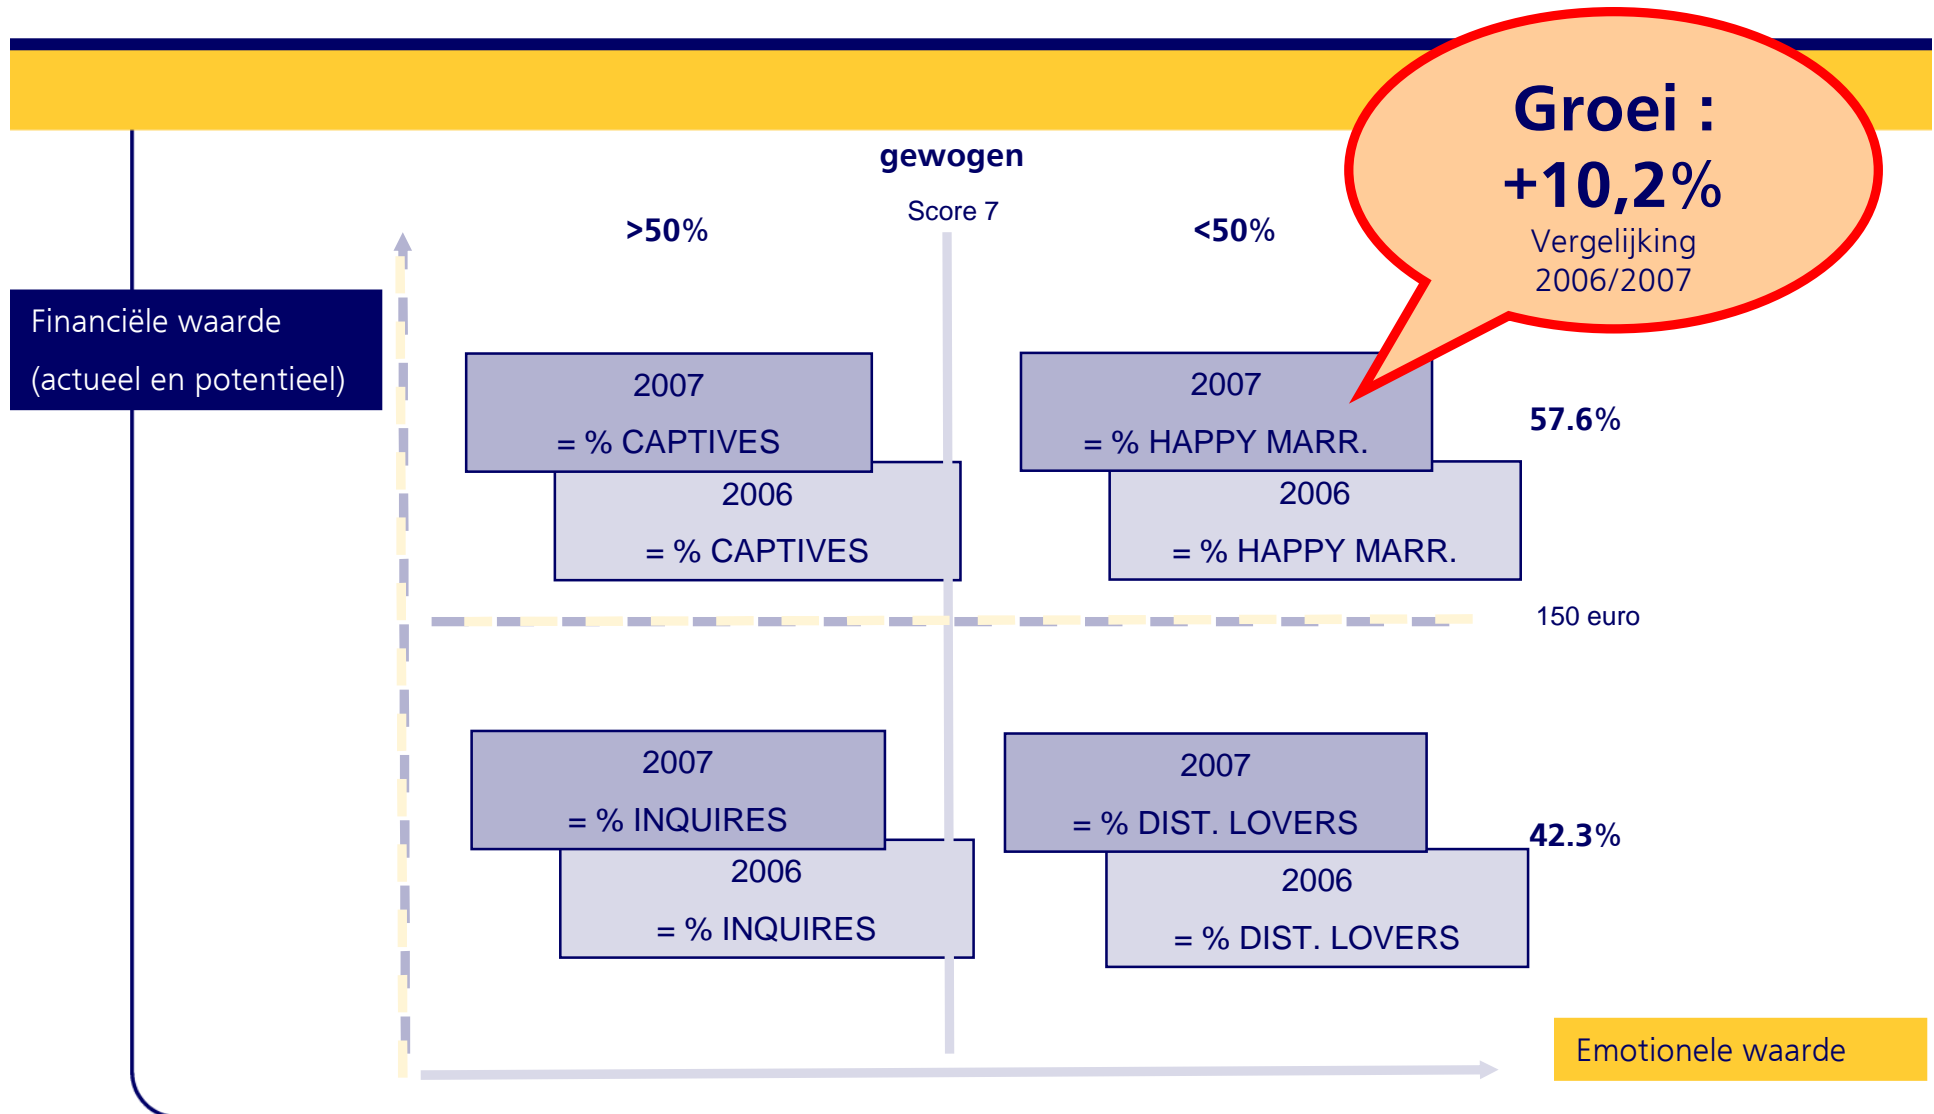 Groei :
+10,2%
Vergelijking
2006/2007
gewogen
Score 7
>50%
<50%
Financiële waarde
(actueel en potentieel)
2007
= % CAPTIVES
2006
= % CAPTIVES
2007
= % HAPPY MARR.
2006
= % HAPPY MARR.
57.6%
150 euro
2007
= % INQUIRES
2006
= % INQUIRES
2007
= % DIST. LOVERS
2006
= % DIST. LOVERS
42.3%
Emotionele waarde